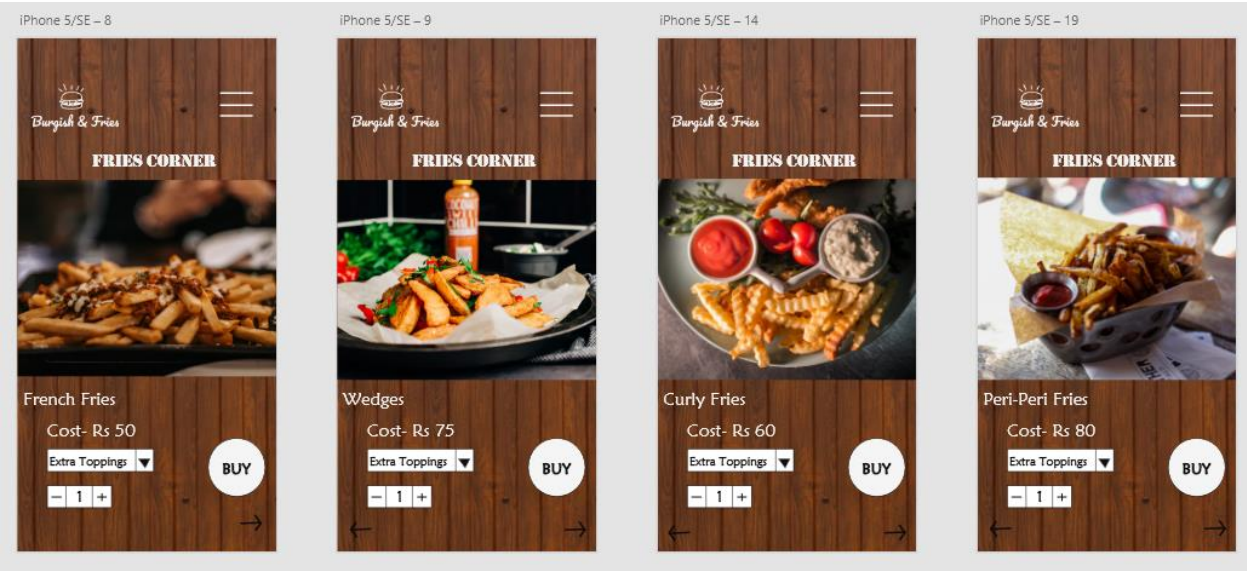 iPhone 5/SE – 8
Burgish & Fries
FRIES CORNER
French Fries
Cost- Rs 50
Extra Toppings
BUY
– 1 +
iPhone 5/SE – 9
Burgish & Fries
FRIES CORNER
Wedges
Cost- Rs 75
Extra Toppings
BUY
– 1 +
iPhone 5/SE – 14
Burgish & Fries
FRIES CORNER
Curly Fries
Cost- Rs 60
Extra Toppings
BUY
– 1 +
iPhone 5/SE – 19
Burgish & Fries
FRIES CORNER
Peri-Peri Fries
Cost- Rs 80
Extra Toppings
BUY
– 1 +